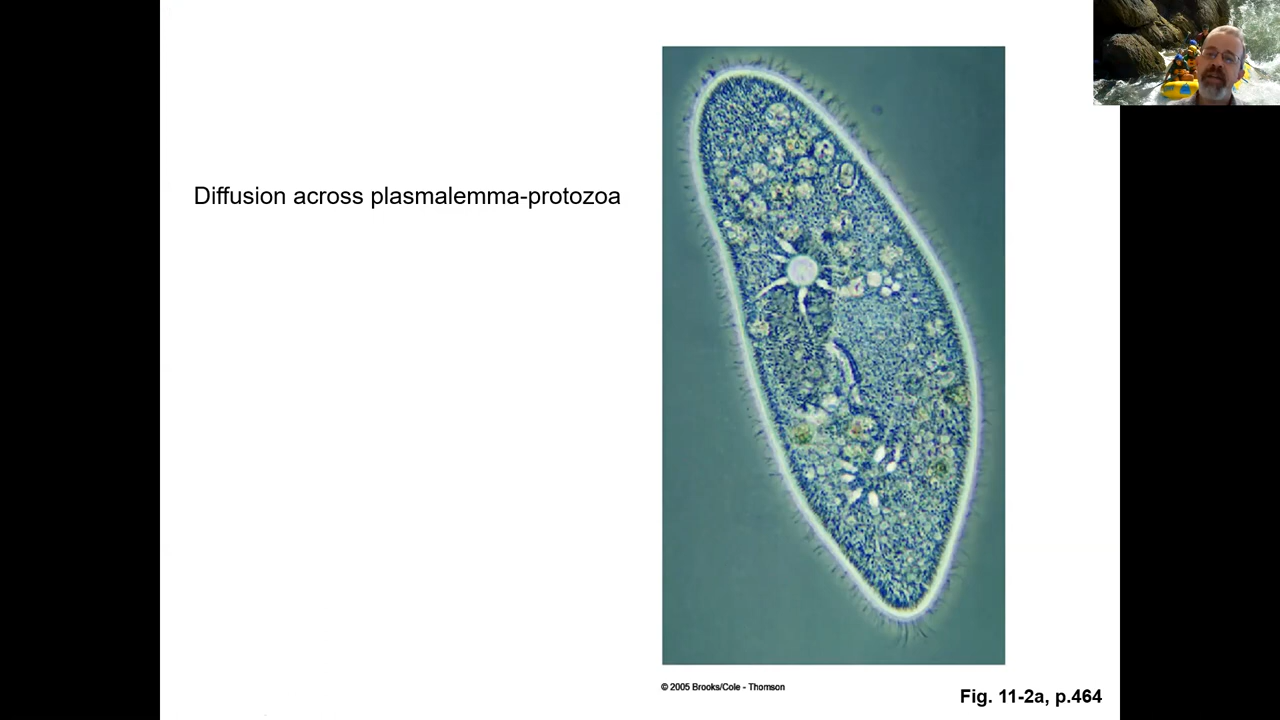 Diffusion across plasmalemma-protozoa
© 2005 Brooks/Cole - Thomson
Fig. 11-2a, p.464